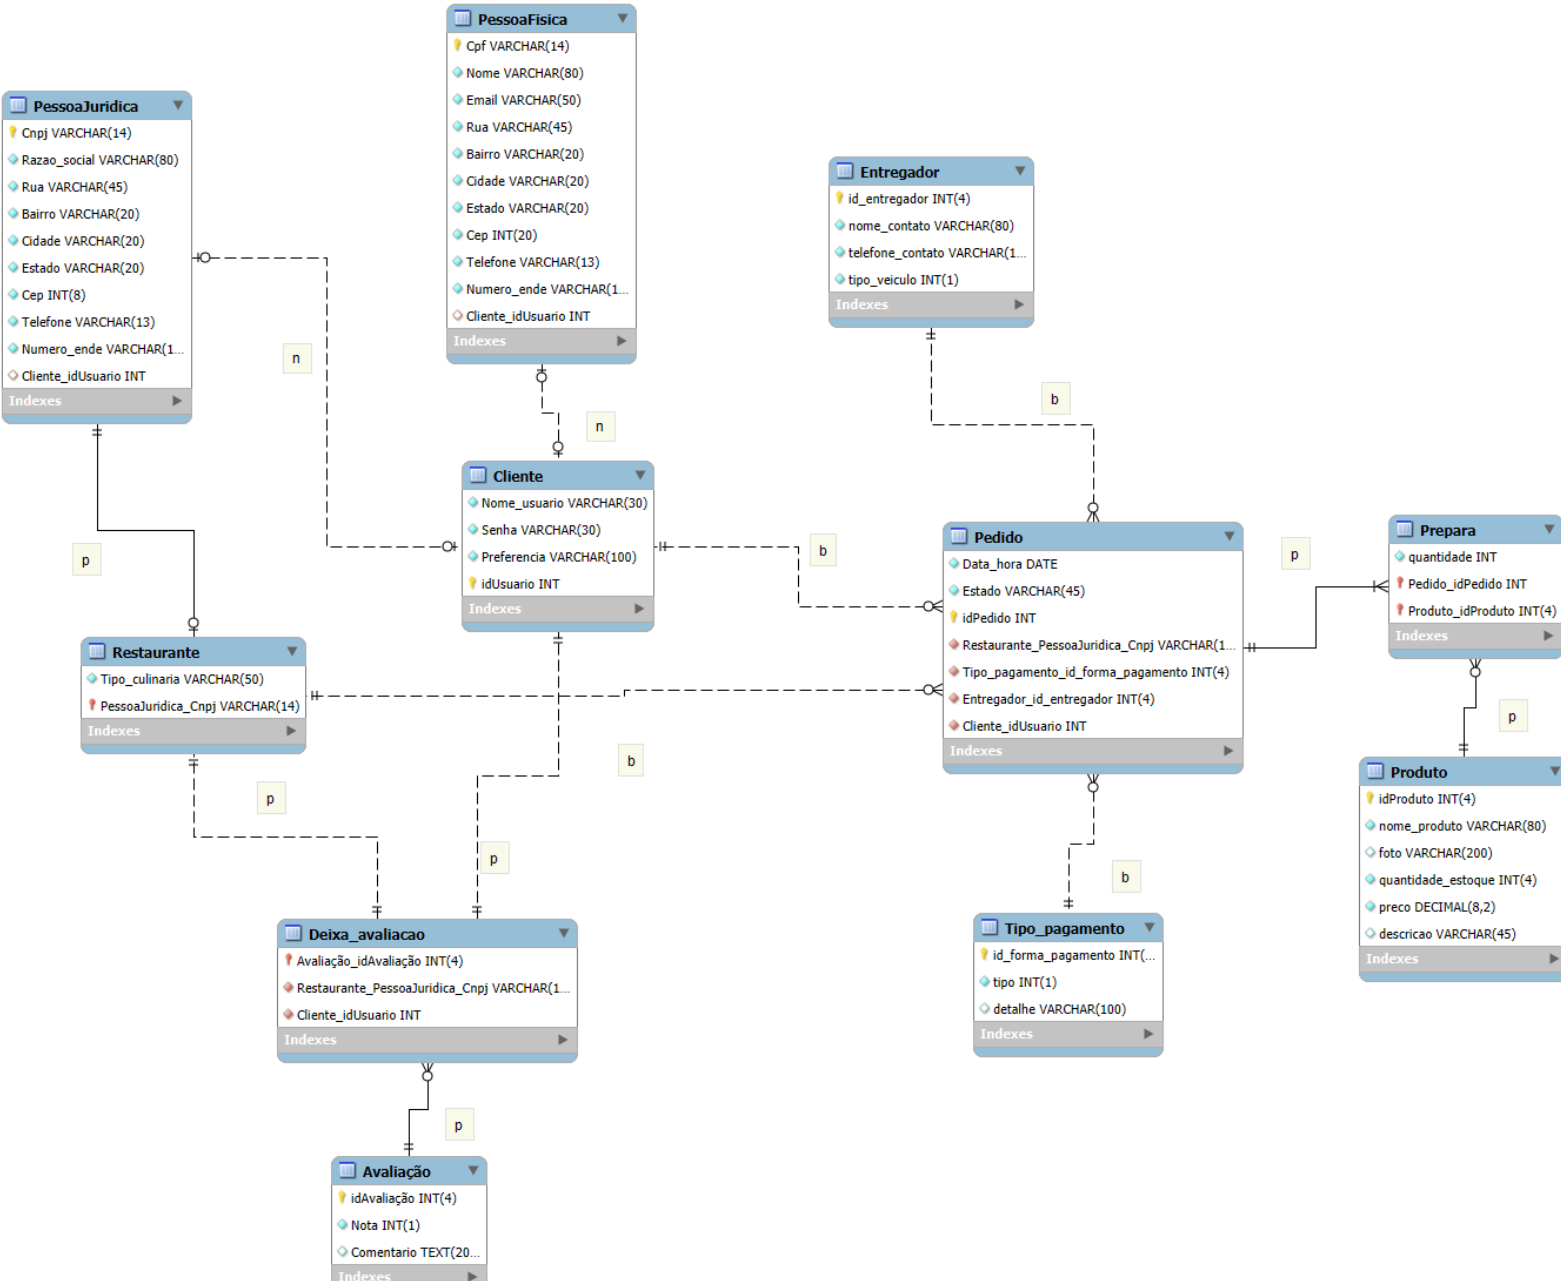 PessoaFisica
Cpf VARCHAR(14)
Nome VARCHAR(80)
Email VARCHAR(50)
Rua VARCHAR(45)
Bairro VARCHAR(20)
Cidade VARCHAR(20)
Estado VARCHAR(20)
Cep INT(20)
Telefone VARCHAR(13)
Numero_ende VARCHAR(1...
Cliente_idUsuario INT
Indexes
PessoaJuridica
Cnpj VARCHAR(14)
Razao_social VARCHAR(80)
Rua VARCHAR(45)
Bairro VARCHAR(20)
Cidade VARCHAR(20)
Estado VARCHAR(20)
Cep INT(8)
Telefone VARCHAR(13)
Numero_ende VARCHAR(1...
Cliente_idUsuario INT
Indexes
Entregador
id_entregador INT(4)
nome_contato VARCHAR(80)
telefone_contato VARCHAR(1...
tipo_veiculo INT(1)
Indexes
n
n
b
Cliente
Nome_usuario VARCHAR(30)
Senha VARCHAR(30)
Preferencia VARCHAR(100)
idUsuario INT
Indexes
p
b
Pedido
Data_hora DATE
Estado VARCHAR(45)
idPedido INT
Restaurante_PessoaJuridica_Cnpj VARCHAR(1...
Tipo_pagamento_id_forma_pagamento INT(4)
Entregador_id_entregador INT(4)
Cliente_idUsuario INT
Indexes
p
Prepara
quantidade INT
Pedido_idPedido INT
Produto_idProduto INT(4)
Indexes
Restaurante
Tipo_culinaria VARCHAR(50)
PessoaJuridica_Cnpj VARCHAR(14)
Indexes
p
b
p
Produto
idProduto INT(4)
nome_produto VARCHAR(80)
foto VARCHAR(200)
quantidade_estoque INT(4)
preco DECIMAL(8,2)
descricao VARCHAR(45)
Indexes
p
b
Deixa_avaliacao
Avaliação_idAvaliação INT(4)
Restaurante_PessoaJuridica_Cnpj VARCHAR(1...
Cliente_idUsuario INT
Indexes
Tipo_pagamento
id_forma_pagamento INT(...
tipo INT(1)
detalhe VARCHAR(100)
Indexes
p
Avaliação
idAvaliação INT(4)
Nota INT(1)
Comentario TEXT(20...
Indexes